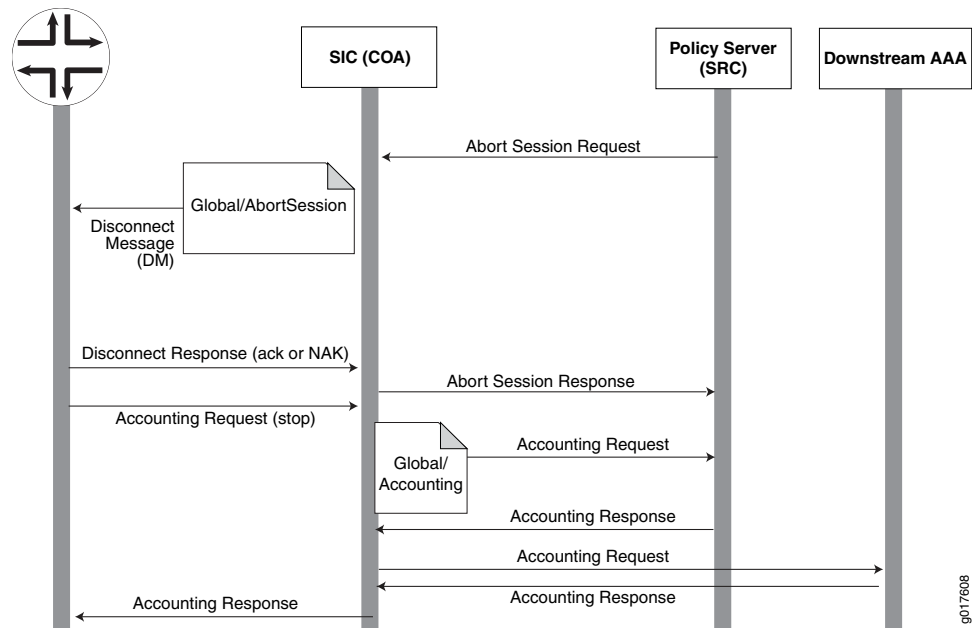 SIC (COA)
Policy Server
(SRC)
Downstream AAA
Abort Session Request
Global/AbortSession
Disconnect
Message
(DM)
Disconnect Response (ack or NAK)
Abort Session Response
Accounting Request (stop)
Accounting Request
Global/
Accounting
Accounting Response
Accounting Request
Accounting Response
Accounting Response
g017608